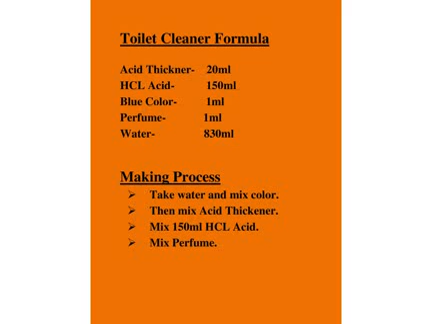 Toilet Cleaner Formula
Acid Thickner- 20ml
HCL Acid- 150ml
Blue Color- 1ml
Perfume- 1ml
Water- 830ml
Making Process
➢ Take water and mix color.
➢ Then mix Acid Thickener.
➢ Mix 150ml HCL Acid.
➢ Mix Perfume.